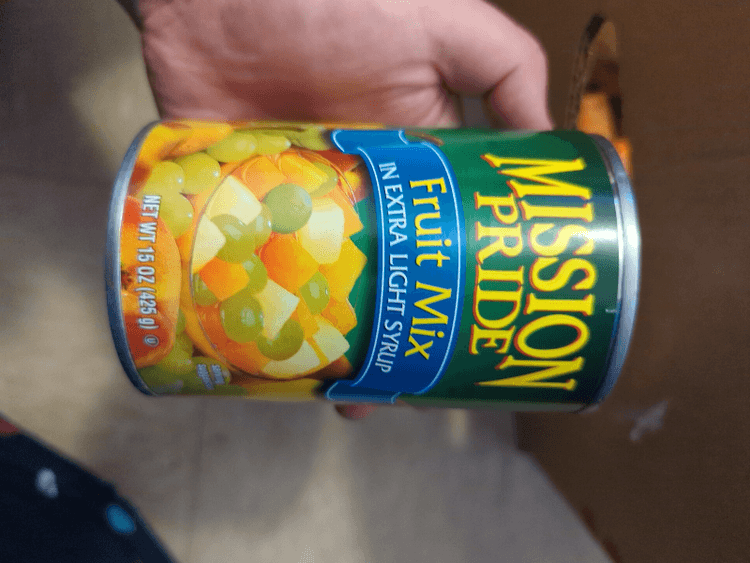 MISSION
PRIDE
Fruit Mix
IN EXTRA LIGHT SYRUP
NET WT 15 OZ (425 g)